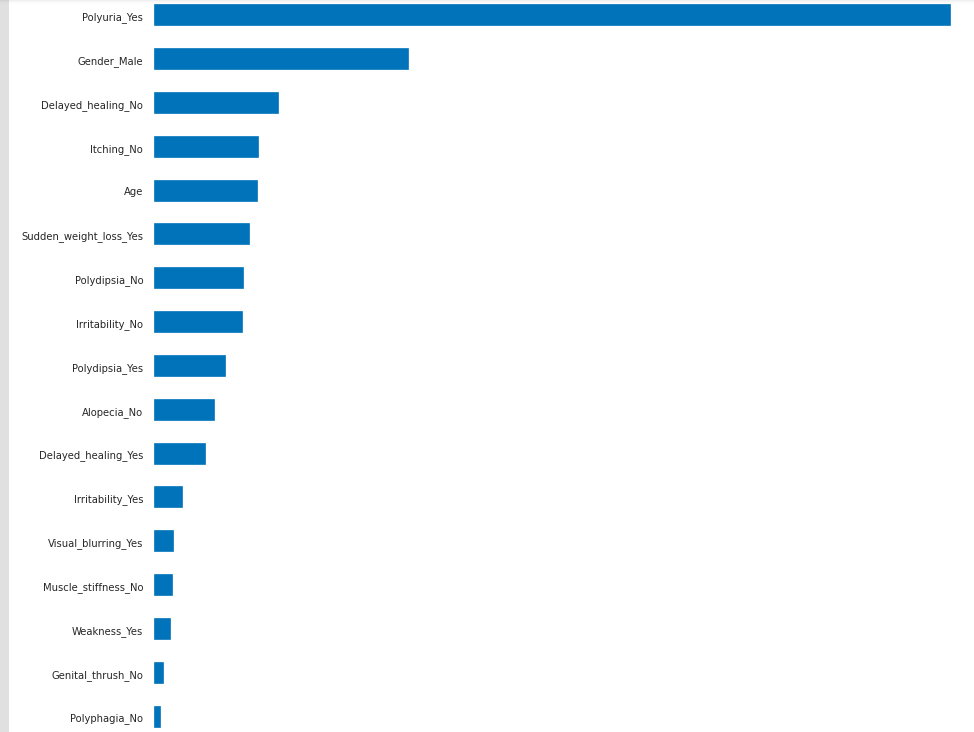 Polyuria_Yes
Gender_Male
Delayed_healing_No
Itching_No
Age
Sudden_weight_loss_Yes
Polydipsia_No
Irritability_No
Polydipsia_Yes
Alopecia_No
Delayed_healing_Yes
Irritability_Yes
Visual_blurring_Yes
Muscle_stiffness_No
Weakness_Yes
Genital_thrush_No
Polyphagia_No